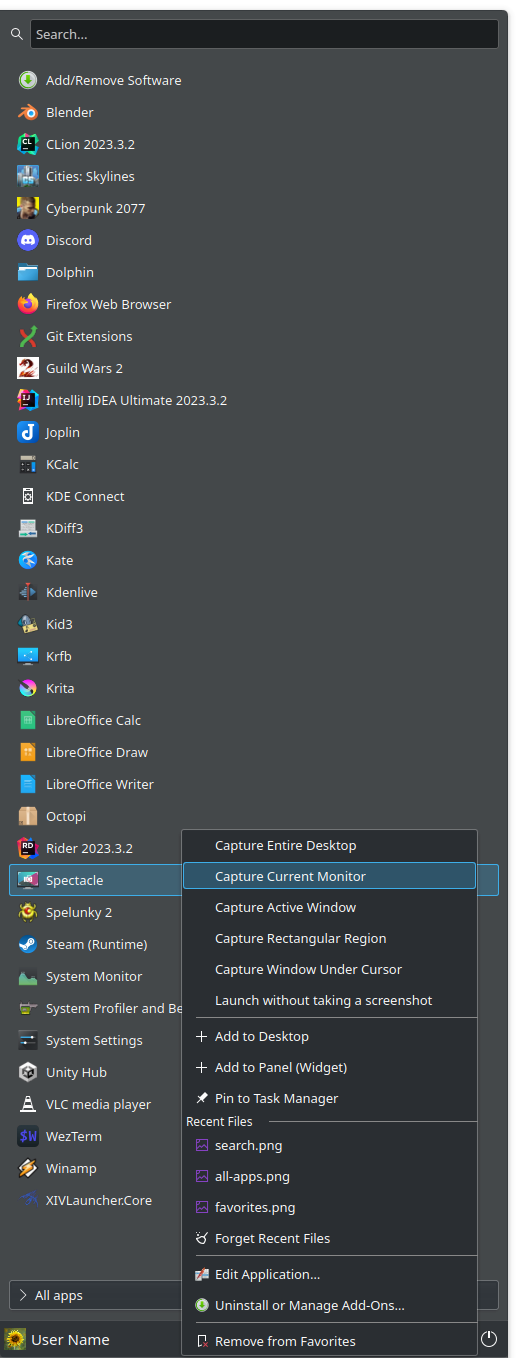 Search...
Add/Remove Software
Blender
CLion 2023.3.2
Cities: Skylines
Cyberpunk 2077
Discord
Dolphin
Firefox Web Browser
Git Extensions
Guild Wars 2
IntelliJ IDEA Ultimate 2023.3.2
Joplin
KCalc
KDE Connect
KDiff3
Kate
Kdenlive
Kid3
Krfb
Krita
LibreOffice Calc
LibreOffice Draw
LibreOffice Writer
Octopi
Rider 2023.3.2
Spectacle
Spelunky 2
Steam (Runtime)
System Monitor
System Profiler and Be
System Settings
Unity Hub
VLC media player
WezTerm
Winamp
XIVLauncher.Core
All apps
User Name
Capture Entire Desktop
Capture Current Monitor
Capture Active Window
Capture Rectangular Region
Capture Window Under Cursor
Launch without taking a screenshot
Add to Desktop
Add to Panel (Widget)
Pin to Task Manager
Recent Files
search.png
all-apps.png
favorites.png
Forget Recent Files
Edit Application...
Uninstall or Manage Add-Ons...
Remove from Favorites